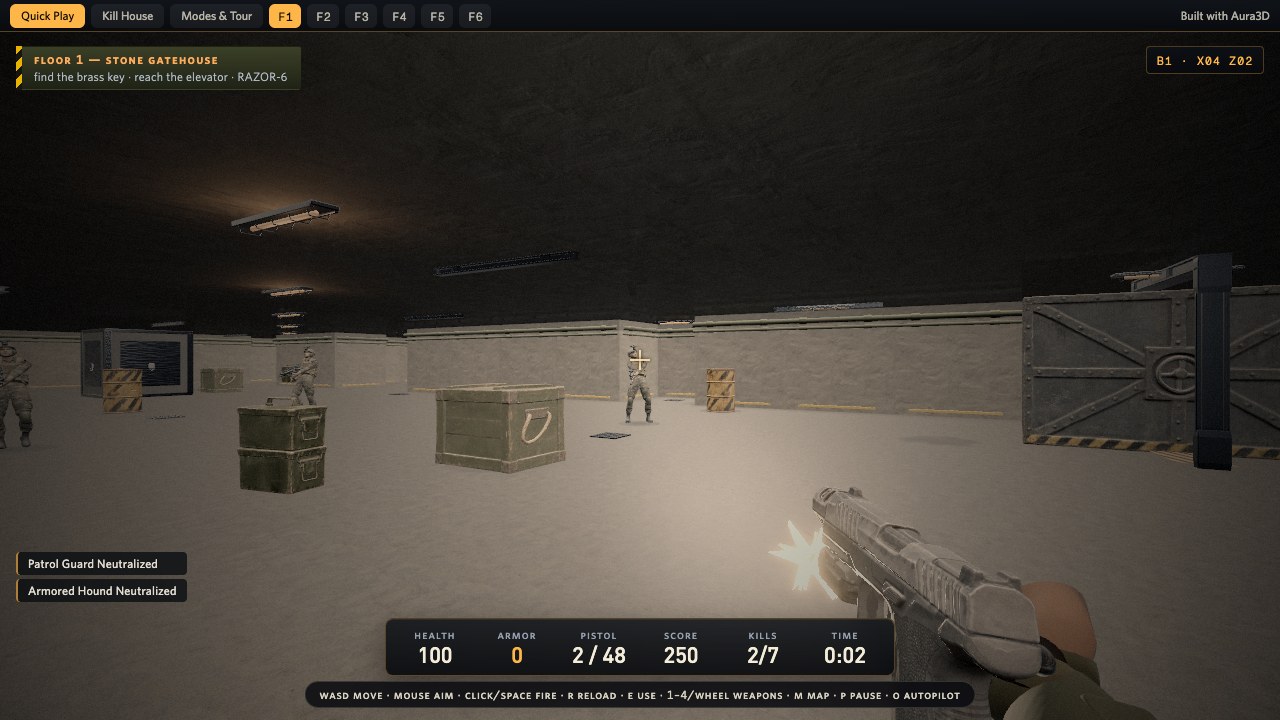 Quick Play Kill House Modes & Tour F1 F2 F3 F4 F5 F6 Built with Aura3D
FLOOR 1 — STONE GATEHOUSE
find the brass key · reach the elevator · RAZOR-6
B1 · X04 Z02
Patrol Guard Neutralized
Armored Hound Neutralized
HEALTH ARMOR PISTOL SCORE KILLS TIME
100 0 2 / 48 250 2/7 0:02
WASD MOVE · MOUSE AIM · CLICK/SPACE FIRE · R RELOAD · E USE · 1–4/WHEEL WEAPONS · M MAP · P PAUSE · O AUTOPILOT